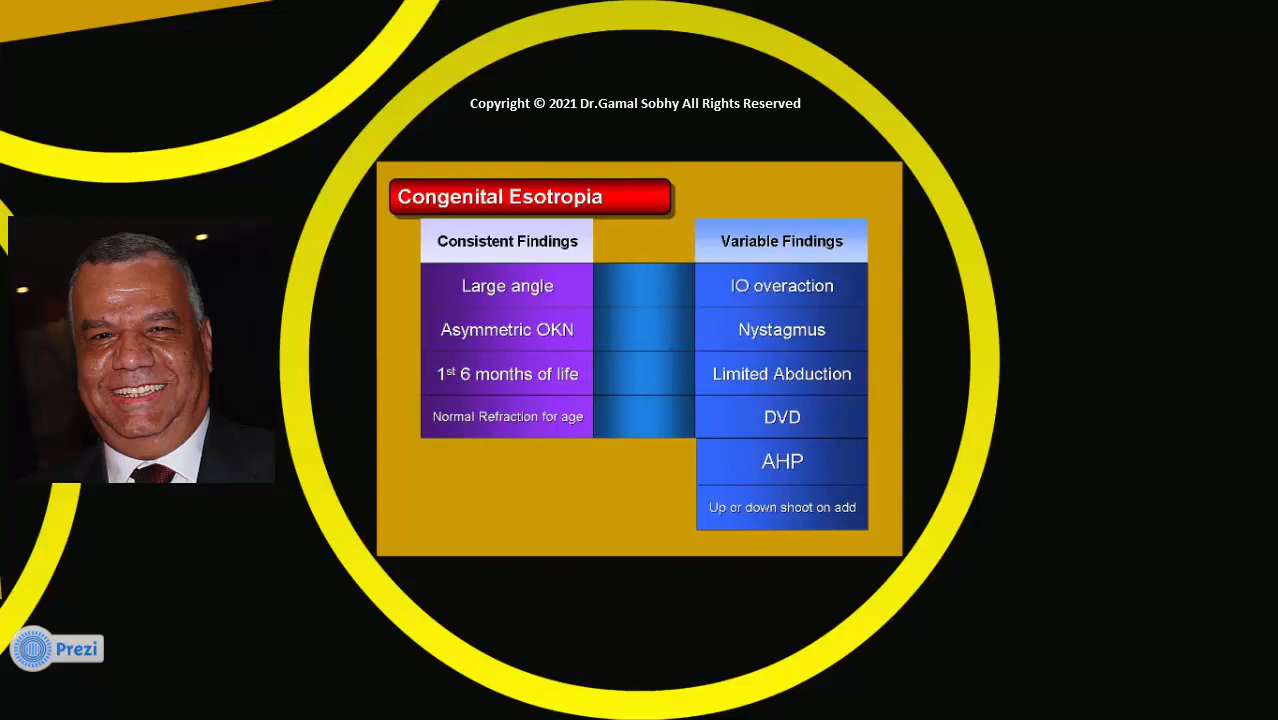 Copyright © 2021 Dr.Gamal Sobhy All Rights Reserved
Congenital Esotropia
Consistent Findings
Large angle
Asymmetric OKN
1st 6 months of life
Normal Refraction for age
Variable Findings
IO overaction
Nystagmus
Limited Abduction
DVD
AHP
Up or down shoot on add
Prezi